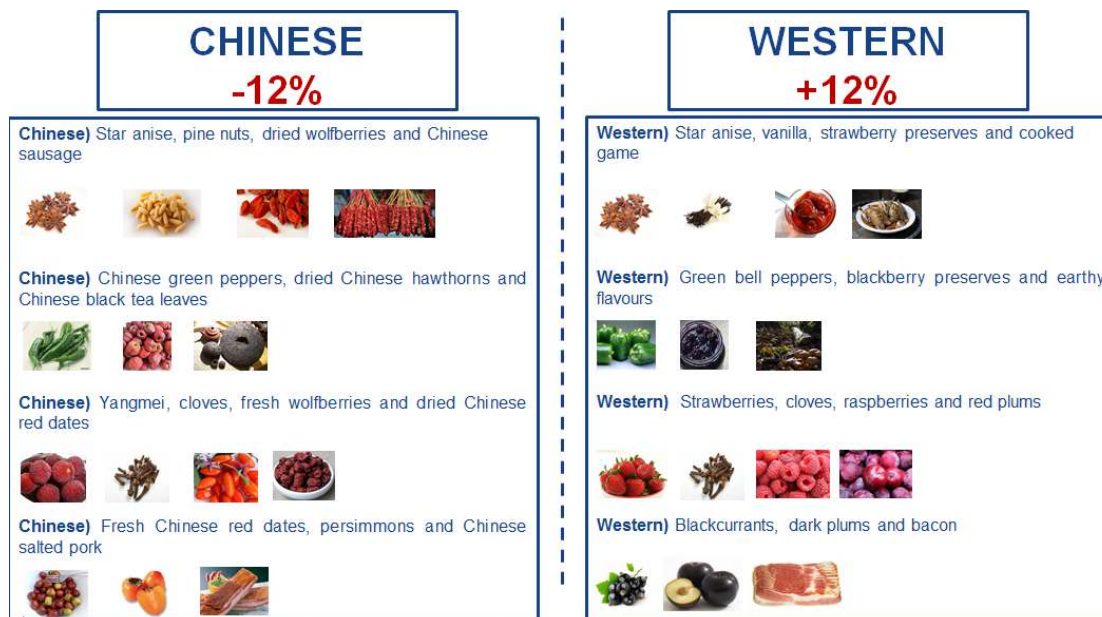 CHINESE
-12%
Chinese) Star anise, pine nuts, dried wolfberries and Chinese
sausage
Chinese) Chinese green peppers, dried Chinese hawthorns and
Chinese black tea leaves
Chinese) Yangmei, cloves, fresh wolfberries and dried Chinese
red dates
Chinese) Fresh Chinese red dates, persimmons and Chinese
salted pork
WESTERN
+12%
Western) Star anise, vanilla, strawberry preserves and cooked
game
Western) Green bell peppers, blackberry preserves and earthy
flavours
Western) Strawberries, cloves, raspberries and red plums
Western) Blackcurrants, dark plums and bacon